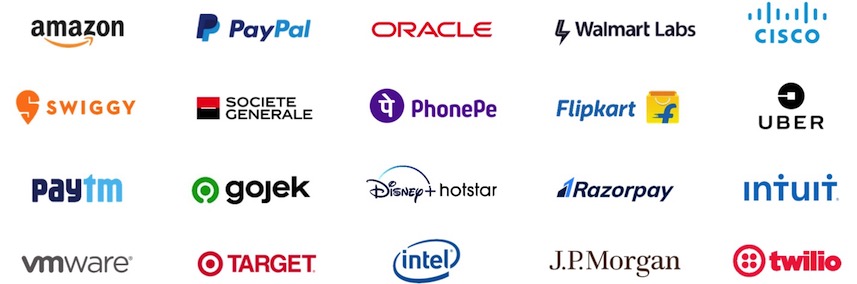 amazon
PayPal
ORACLE
Walmart Labs
CISCO
SWIGGY
SOCIETE
GENERALE
पे PhonePe
Flipkart
UBER
paytm
gojek
Disney+ hotstar
Razorpay
intuit
vmware®
TARGET
intel
J.P.Morgan
twilio